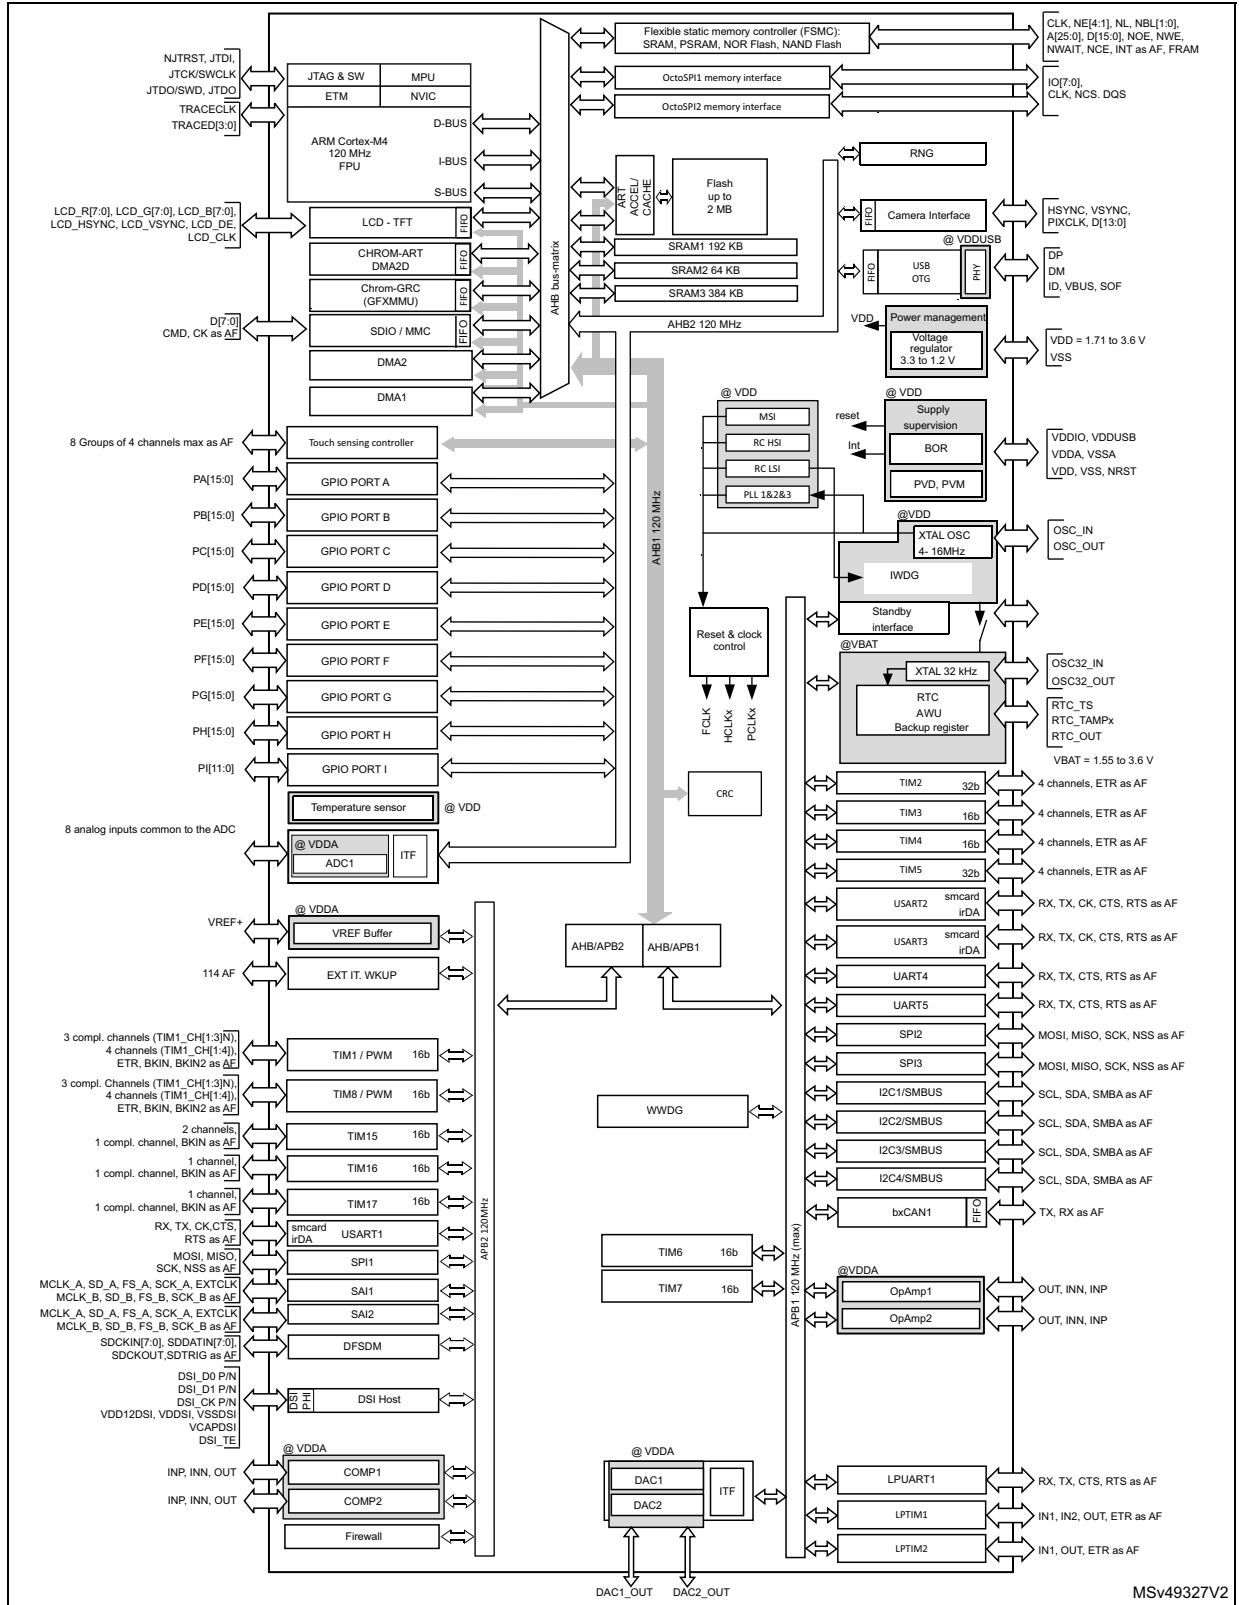 CLK, NE[4:1], NL, NBL[1:0],
A[25:0], D[15:0], NOE, NWE,
NWAIT, NCE, INT as AF, FRAM
Flexible static memory controller (FSMC):
SRAM, PSRAM, NOR Flash, NAND Flash
NJTRST, JTDI,
JTCK/SWCLK
JTDO/SWD, JTDO
TRACECLK
TRACED[3:0]
JTAG & SW
MPU
ETM
NVIC
ARM Cortex-M4
120 MHz
FPU
D-BUS
I-BUS
S-BUS
OctoSPI1 memory interface
OctoSPI2 memory interface
IO[7:0],
CLK, NCS. DQS
RNG
ART
ACCEL/
CACHE
Flash
up to
2 MB
LCD_R[7:0], LCD_G[7:0], LCD_B[7:0],
LCD_HSYNC, LCD_VSYNC, LCD_DE,
LCD_CLK
LCD - TFT
FIFO
CHROM-ART
DMA2D
FIFO
Chrom-GRC
(GFXMMU)
FIFO
D[7:0]
CMD, CK as AF
SDIO / MMC
FIFO
DMA2
DMA1
AHB bus-matrix
SRAM1 192 KB
SRAM2 64 KB
SRAM3 384 KB
AHB2 120 MHz
FIFO
Camera Interface
HSYNC, VSYNC,
PIXCLK, D[13:0]
@ VDDUSB
FIFO
USB
OTG
PHY
DP
DM
ID, VBUS, SOF
VDD
Power management
Voltage
regulator
3.3 to 1.2 V
VDD = 1.71 to 3.6 V
VSS
@ VDD
MSI
RC HSI
RC LSI
PLL 1&2&3
@ VDD
reset
Int
Supply
supervision
BOR
PVD, PVM
VDDIO, VDDUSB
VDDA, VSSA
VDD, VSS, NRST
8 Groups of 4 channels max as AF
Touch sensing controller
PA[15:0]
GPIO PORT A
PB[15:0]
GPIO PORT B
PC[15:0]
GPIO PORT C
PD[15:0]
GPIO PORT D
PE[15:0]
GPIO PORT E
PF[15:0]
GPIO PORT F
PG[15:0]
GPIO PORT G
PH[15:0]
GPIO PORT H
PI[11:0]
GPIO PORT I
AHB1 120 MHz
@VDD
XTAL OSC
4- 16MHz
IWDG
OSC_IN
OSC_OUT
Standby
interface
Reset & clock
control
FCLK
HCLKx
PCLKx
@VBAT
XTAL 32 kHz
RTC
AWU
Backup register
OSC32_IN
OSC32_OUT
RTC_TS
RTC_TAMPx
RTC_OUT
VBAT = 1.55 to 3.6 V
CRC
Temperature sensor
@ VDD
8 analog inputs common to the ADC
@ VDDA
ADC1
ITF
TIM2
32b
4 channels, ETR as AF
TIM3
16b
4 channels, ETR as AF
TIM4
16b
4 channels, ETR as AF
TIM5
32b
4 channels, ETR as AF
USART2
smcard
irDA
RX, TX, CK, CTS, RTS as AF
USART3
smcard
irDA
RX, TX, CK, CTS, RTS as AF
UART4
RX, TX, CTS, RTS as AF
UART5
RX, TX, CTS, RTS as AF
SPI2
MOSI, MISO, SCK, NSS as AF
SPI3
MOSI, MISO, SCK, NSS as AF
I2C1/SMBUS
SCL, SDA, SMBA as AF
I2C2/SMBUS
SCL, SDA, SMBA as AF
I2C3/SMBUS
SCL, SDA, SMBA as AF
I2C4/SMBUS
SCL, SDA, SMBA as AF
bxCAN1
FIFO
TX, RX as AF
@VDDA
OpAmp1
OUT, INN, INP
OpAmp2
OUT, INN, INP
VREF+
@ VDDA
VREF Buffer
114 AF
EXT IT. WKUP
AHB/APB2
AHB/APB1
3 compl. channels (TIM1_CH[1:3]N),
4 channels (TIM1_CH[1:4]),
ETR, BKIN, BKIN2 as AF
TIM1 / PWM
16b
3 compl. Channels (TIM1_CH[1:3]N),
4 channels (TIM1_CH[1:4]),
ETR, BKIN, BKIN2 as AF
TIM8 / PWM
16b
2 channels,
1 compl. channel, BKIN as AF
TIM15
16b
1 channel,
1 compl. channel, BKIN as AF
TIM16
16b
1 channel,
1 compl. channel, BKIN as AF
TIM17
16b
RX, TX, CK,CTS,
RTS as AF
smcard
irDA
USART1
MOSI, MISO,
SCK, NSS as AF
SPI1
MCLK_A, SD_A, FS_A, SCK_A, EXTCLK
MCLK_B, SD_B, FS_B, SCK_B as AF
SAI1
MCLK_A, SD_A, FS_A, SCK_A, EXTCLK
MCLK_B, SD_B, FS_B, SCK_B as AF
SAI2
SDCKIN[7:0], SDDATIN[7:0],
SDCKOUT,SDTRIG as AF
DFSDM
DSI_D0 P/N
DSI_D1 P/N
DSI_CK P/N
VDD12DSI, VDDSI, VSSDSI
VCAPDSI
DSI_TE
DSI
PHI
DSI Host
@ VDDA
INP, INN, OUT
COMP1
INP, INN, OUT
COMP2
Firewall
APB2 120MHz
WWDG
TIM6
16b
TIM7
16b
APB1 120 MHz (max)
@ VDDA
DAC1
DAC2
ITF
DAC1_OUT
DAC2_OUT
LPUART1
RX, TX, CTS, RTS as AF
LPTIM1
IN1, IN2, OUT, ETR as AF
LPTIM2
IN1, OUT, ETR as AF
MSv49327V2